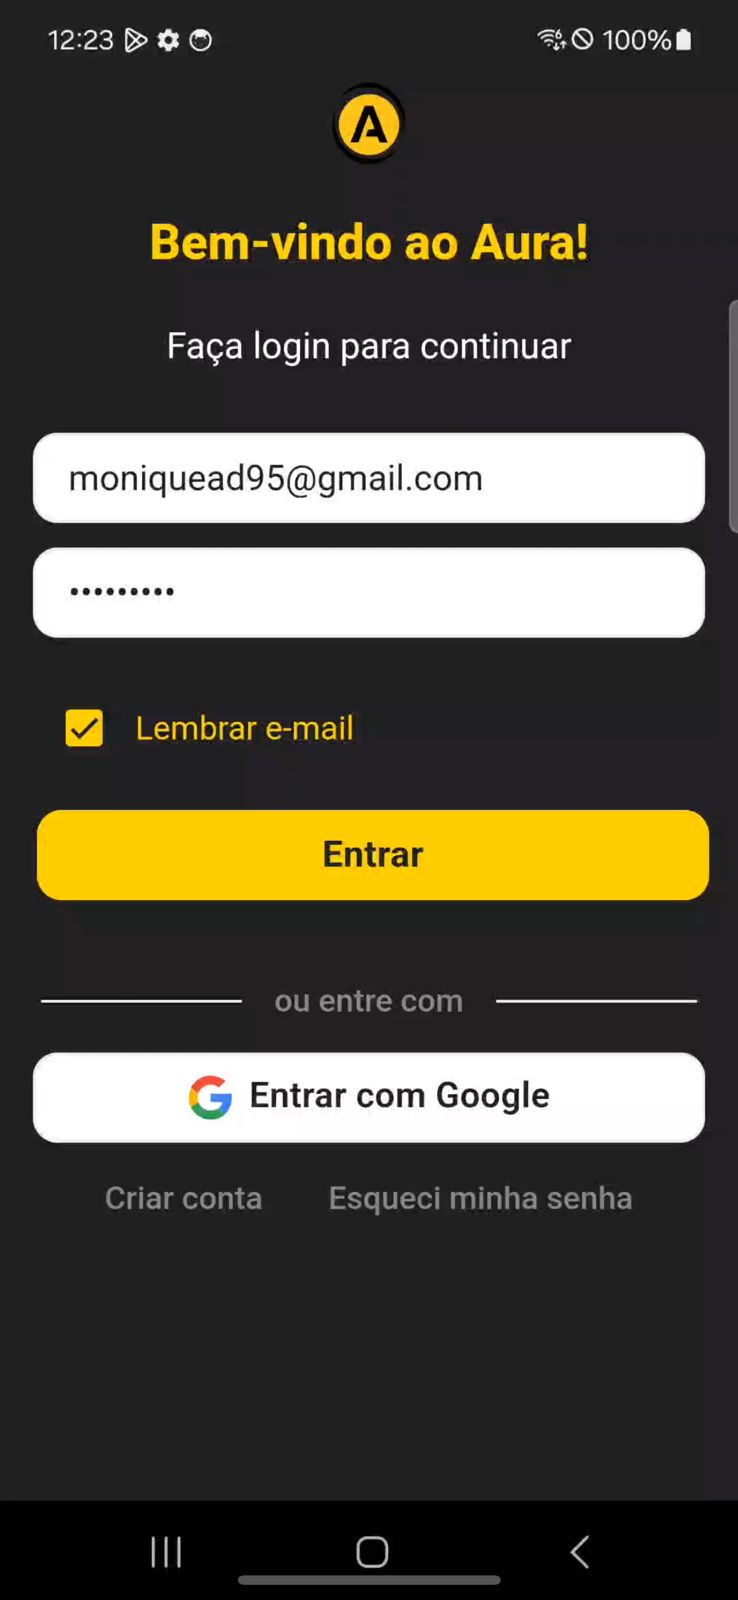 12:23 100%
A
Bem-vindo ao Aura!
Faça login para continuar
moniquead95@gmail.com
•••••••••
Lembrar e-mail
Entrar
ou entre com
Entrar com Google
Criar conta Esqueci minha senha